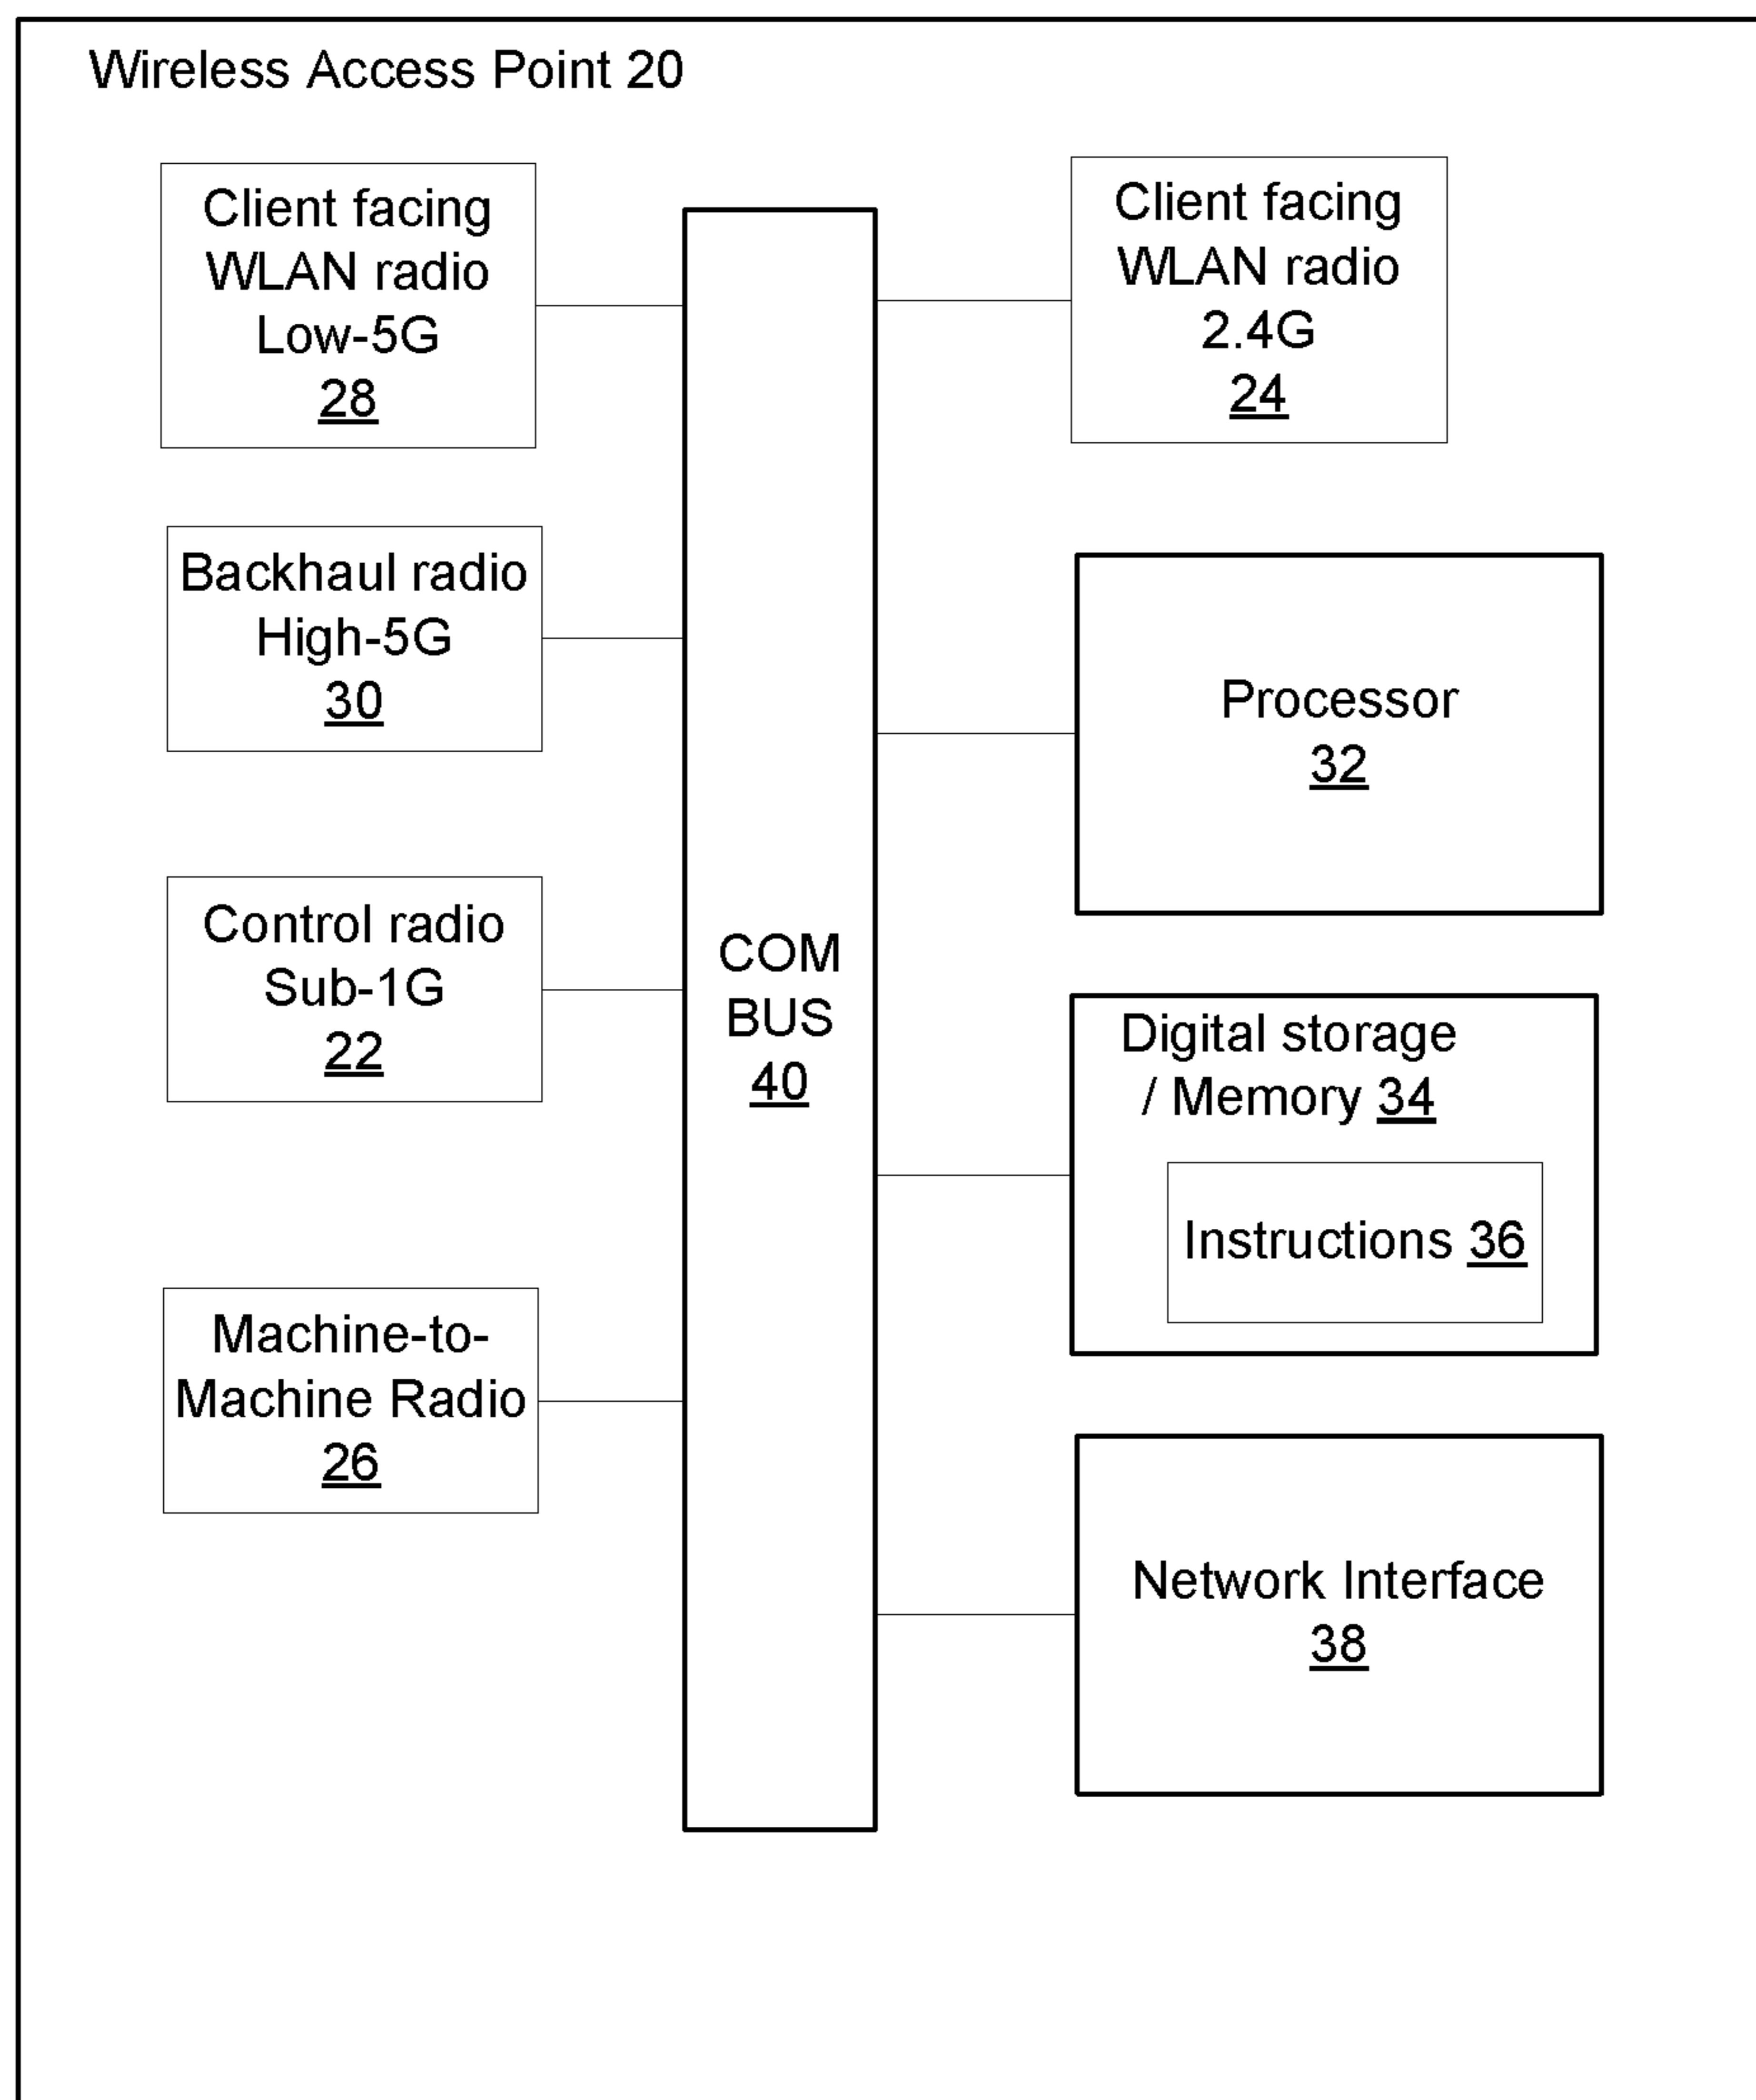 Wireless Access Point 20
Client facing
WLAN radio
Low-5G
28
Client facing
WLAN radio
2.4G
24
Backhaul radio
High-5G
30
Processor
32
Control radio
Sub-1G
22
COM
BUS
40
Digital storage
/ Memory 34
Instructions 36
Machine-to-
Machine Radio
26
Network Interface
38